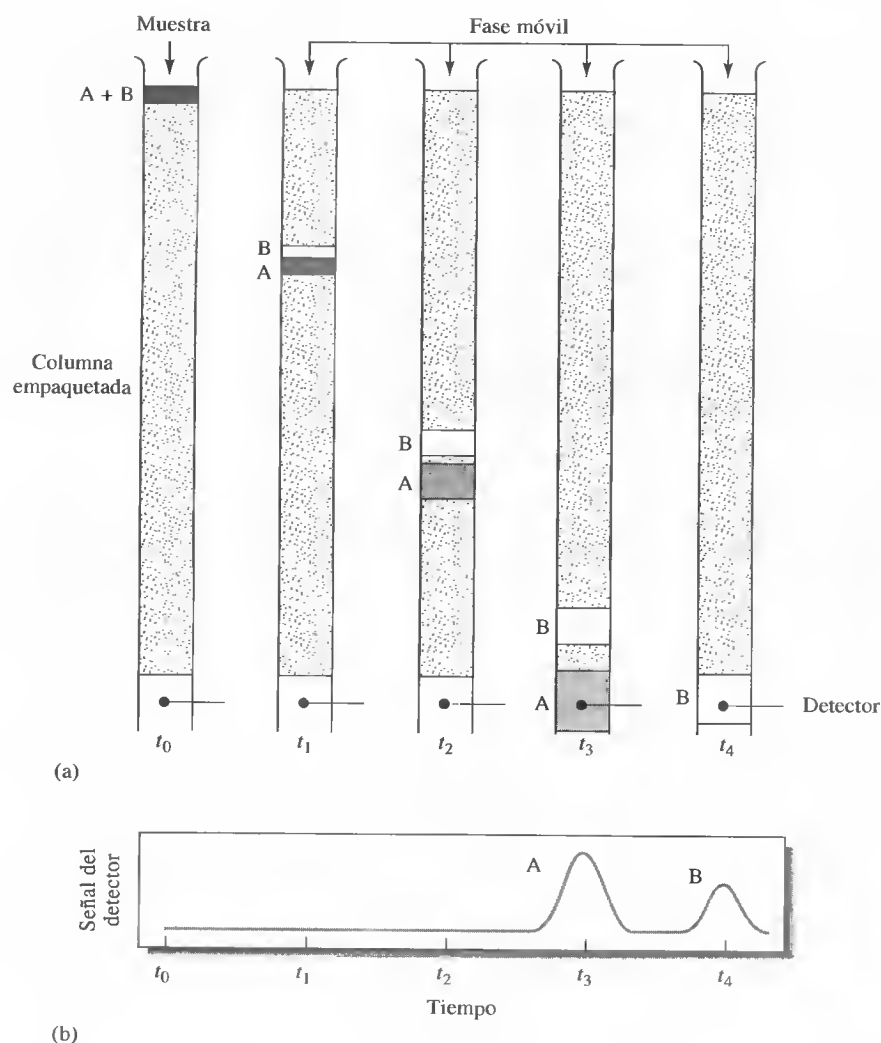 Muestra
Fase móvil
A + B
B
A
Columna
empaquetada
B
A
B
A
B
Detector
t0 t1 t2 t3 t4
(a)
Señal del
detector
A
B
t0 t1 t2 t3 t4
Tiempo
(b)